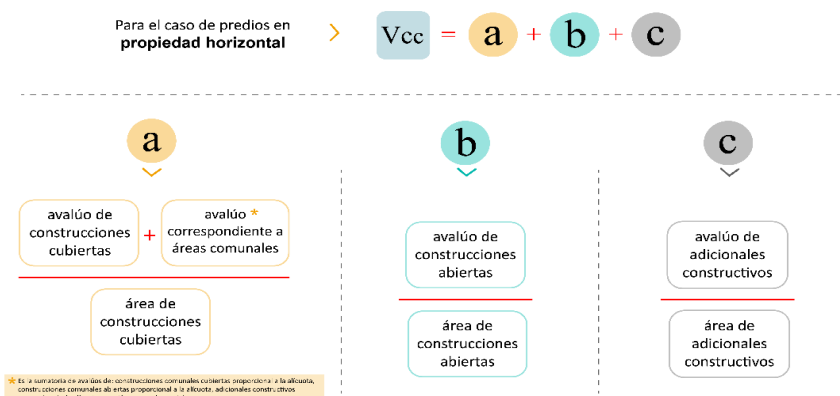 Para el caso de predios en
propiedad horizontal
> Vcc = a + b + c
a b c
avalúo de
construcciones
cubiertas
+
avalúo *
correspondiente a
áreas comunales
área de
construcciones
cubiertas
avalúo de
construcciones
abiertas
área de
construcciones
abiertas
avalúo de
adicionales
constructivos
área de
adicionales
constructivos
* Es la sumatoria de avalúos de: construcciones comunales cubiertas proporcional a la alícuota,
construcciones comunales abiertas proporcional a la alícuota, adicionales constructivos